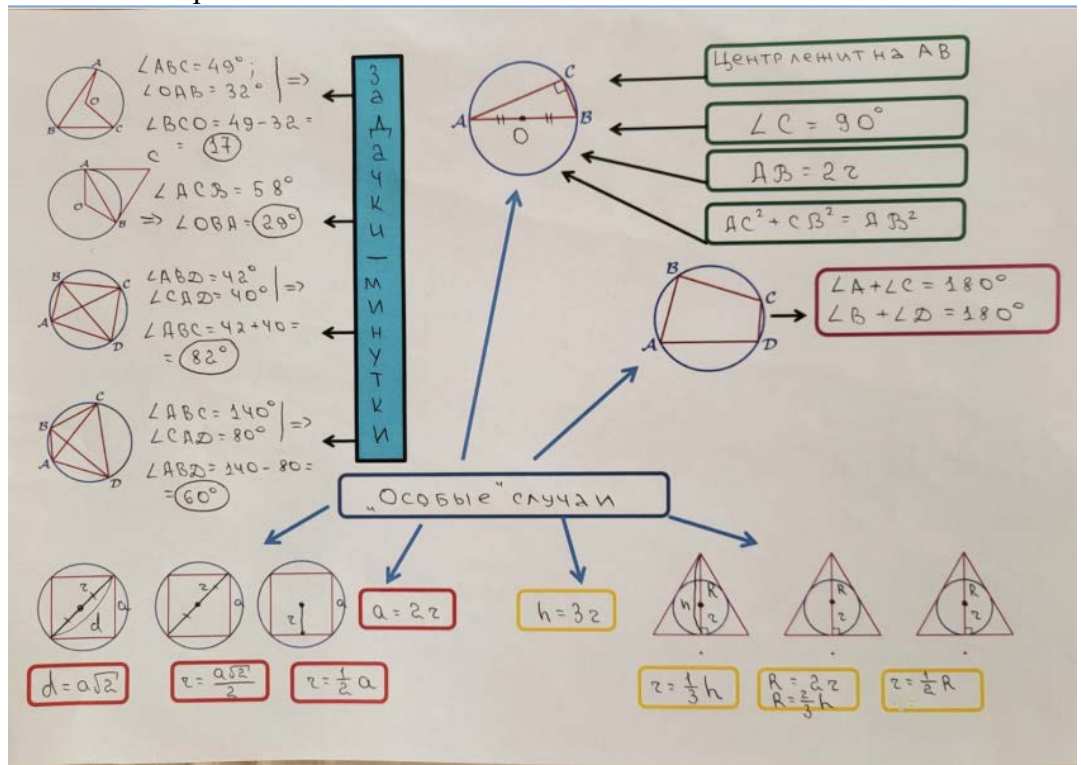 ∠ABC = 49°;
∠OAB = 32° | =>
∠BCO = 49 - 32 =
= 17
∠ACB = 58°
=> ∠OBA = 29°
∠ABD = 42°
∠CAD = 40° | =>
∠ABC = 42 + 40 =
= 82°
∠ABC = 140°
∠CAD = 80° | =>
∠ABD = 140 - 80 =
= 60°
A
O
B
C
A
C
O
B
B
C
A
D
C
B
A
D
Задачки - минутки
C
A
B
O
Центр лежит на AB
∠C = 90°
AB = 2r
AC² + CB² = AB²
B
C
A
D
∠A + ∠C = 180°
∠B + ∠D = 180°
„Особые“ случаи
r
d
a
r
a
r
a
a = 2r
h = 3r
h
R
r
R
r
R
r
d = a√2
r = a√2/2
r = 1/2 a
r = 1/3 h
R = 2r
R = 2/3 h
r = 1/2 R